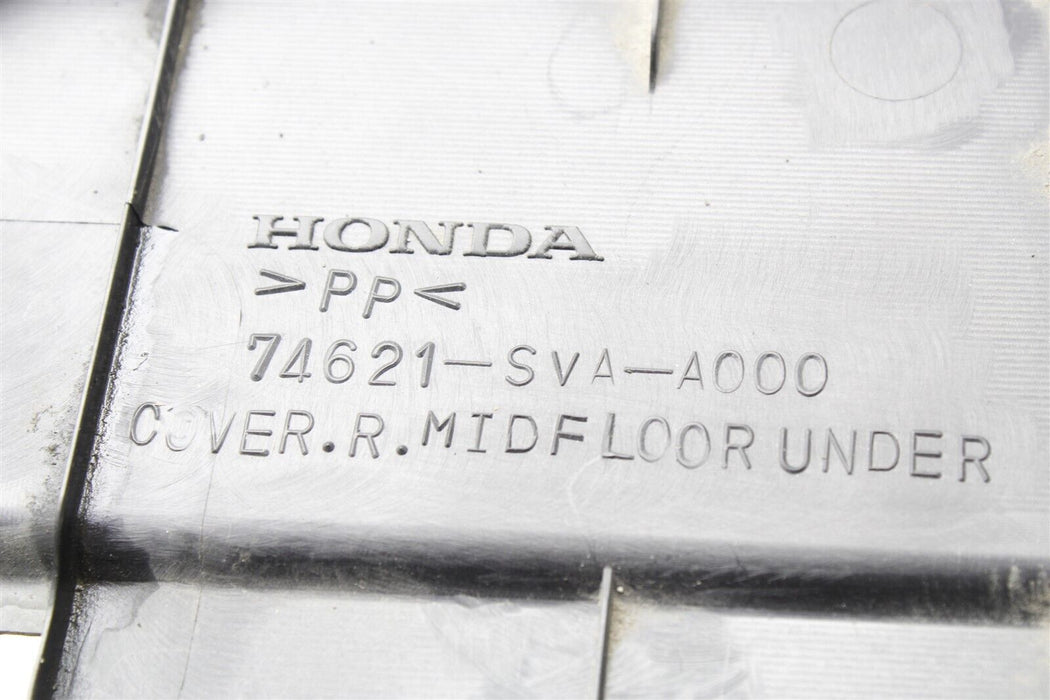 HONDA
>PP<
74621-SVA-A000
COVER.R.MIDFLOOR UNDER